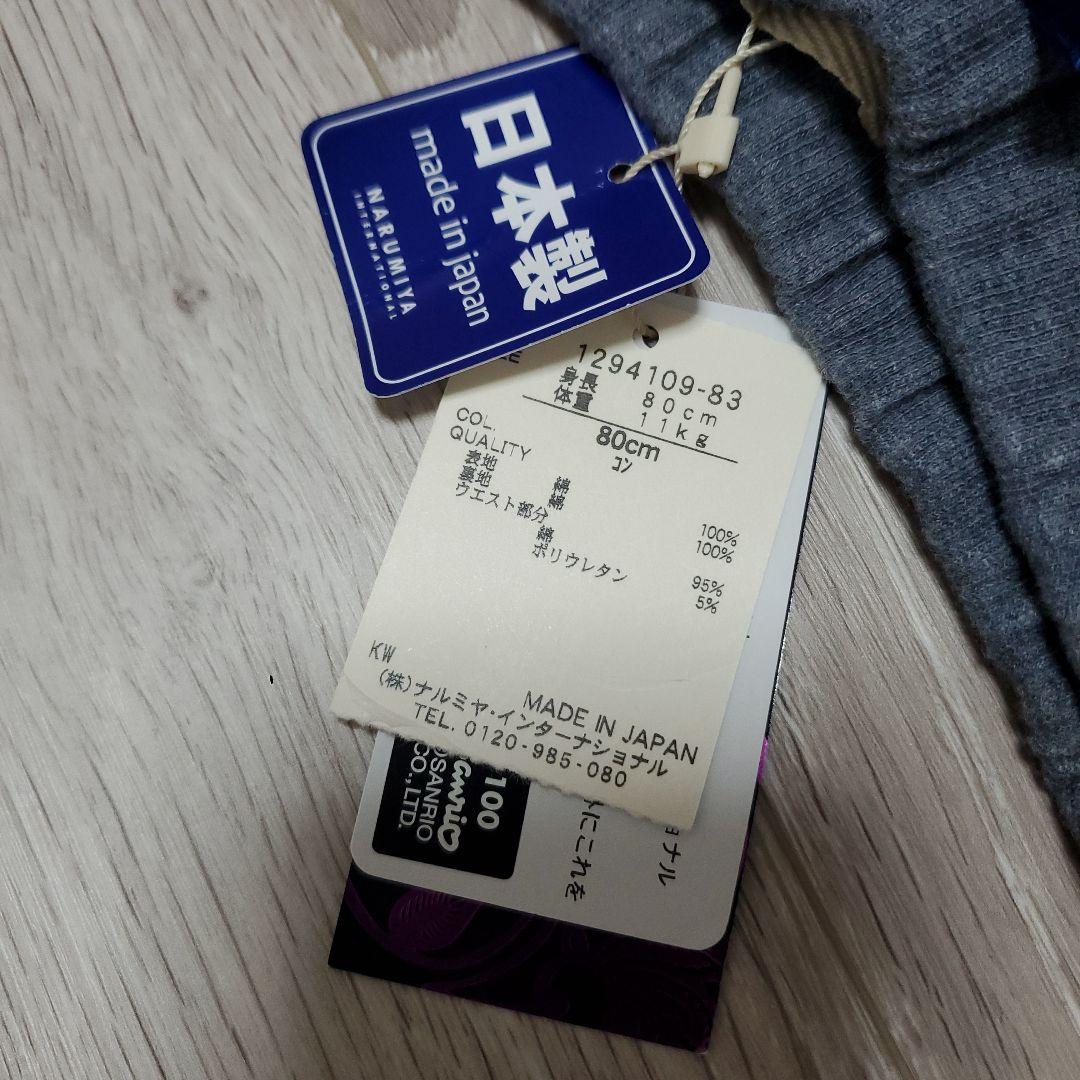 日本製
made in japan
NARUMIYA
INTERNATIONAL
1294109-83
身長 80cm
体重 11kg
80cm
COL. コン
QUALITY
表地 綿 100%
裏地 綿 100%
ウエスト部分
綿 95%
ポリウレタン 5%
KW
MADE IN JAPAN
(株)ナルミヤ・インターナショナル
TEL. 0120-985-080
100
Sanrio
SANRIO
CO.,LTD.
ョナル
にこれを